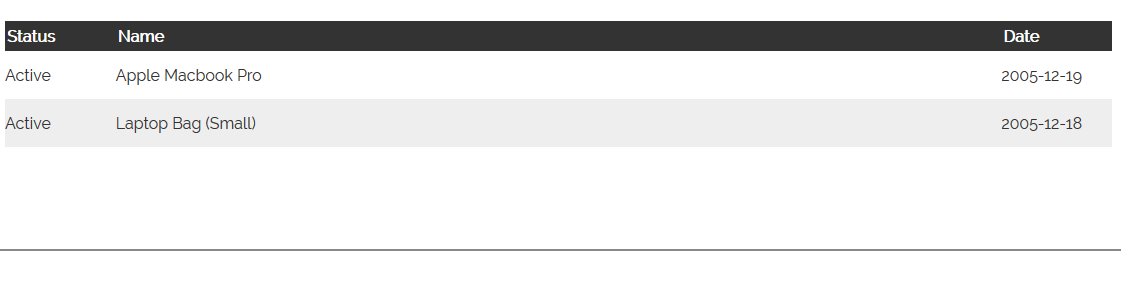 Status Name Date
Active Apple Macbook Pro 2005-12-19
Active Laptop Bag (Small) 2005-12-18